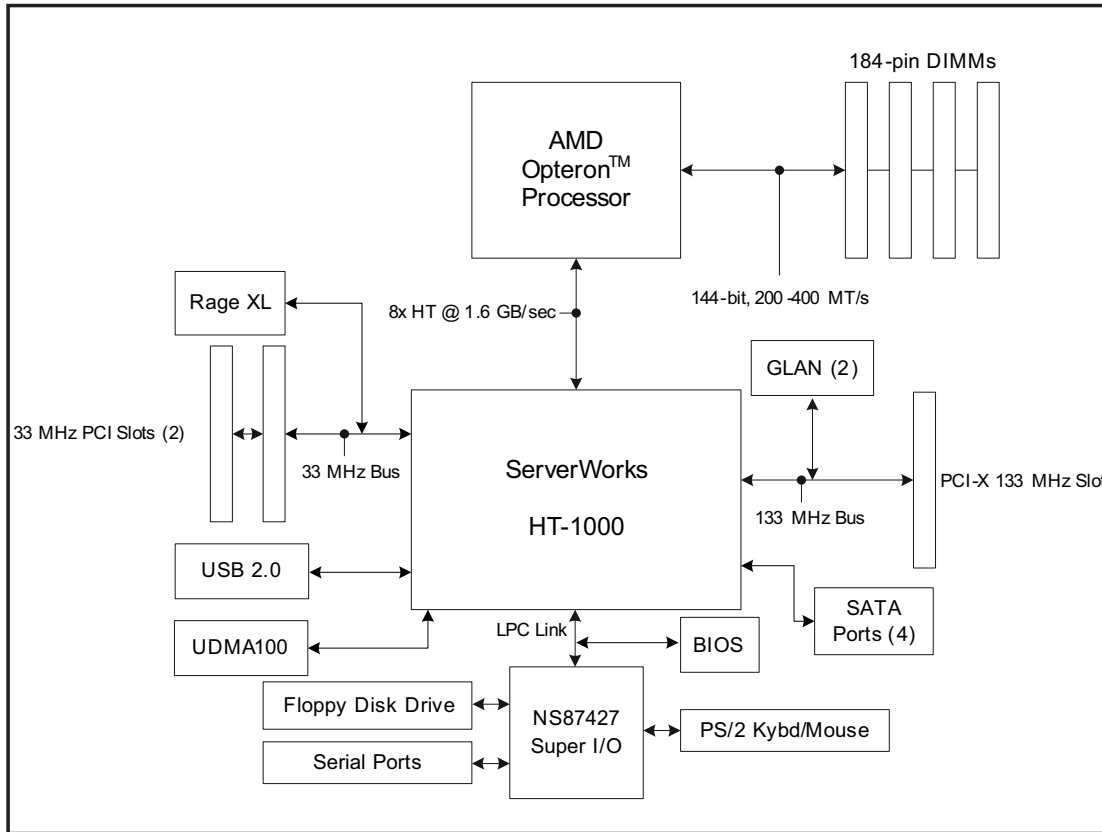 184-pin DIMMs
AMD
Opteron™
Processor
144-bit, 200-400 MT/s
8x HT @ 1.6 GB/sec
Rage XL
GLAN (2)
33 MHz PCI Slots (2)
33 MHz Bus
ServerWorks
HT-1000
133 MHz Bus
PCI-X 133 MHz Slot
USB 2.0
UDMA100
LPC Link
BIOS
SATA
Ports (4)
Floppy Disk Drive
Serial Ports
NS87427
Super I/O
PS/2 Kybd/Mouse